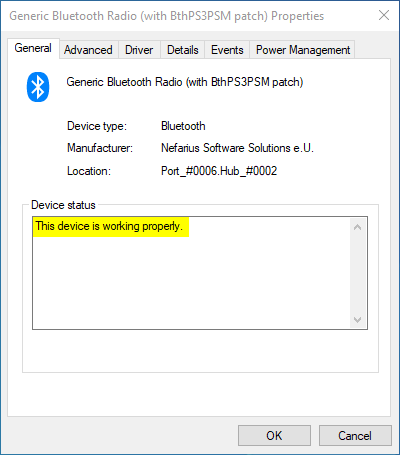 Generic Bluetooth Radio (with BthPS3PSM patch) Properties
General Advanced Driver Details Events Power Management
Generic Bluetooth Radio (with BthPS3PSM patch)
Device type: Bluetooth
Manufacturer: Nefarius Software Solutions e.U.
Location: Port_#0006.Hub_#0002
Device status
This device is working properly.
OK Cancel